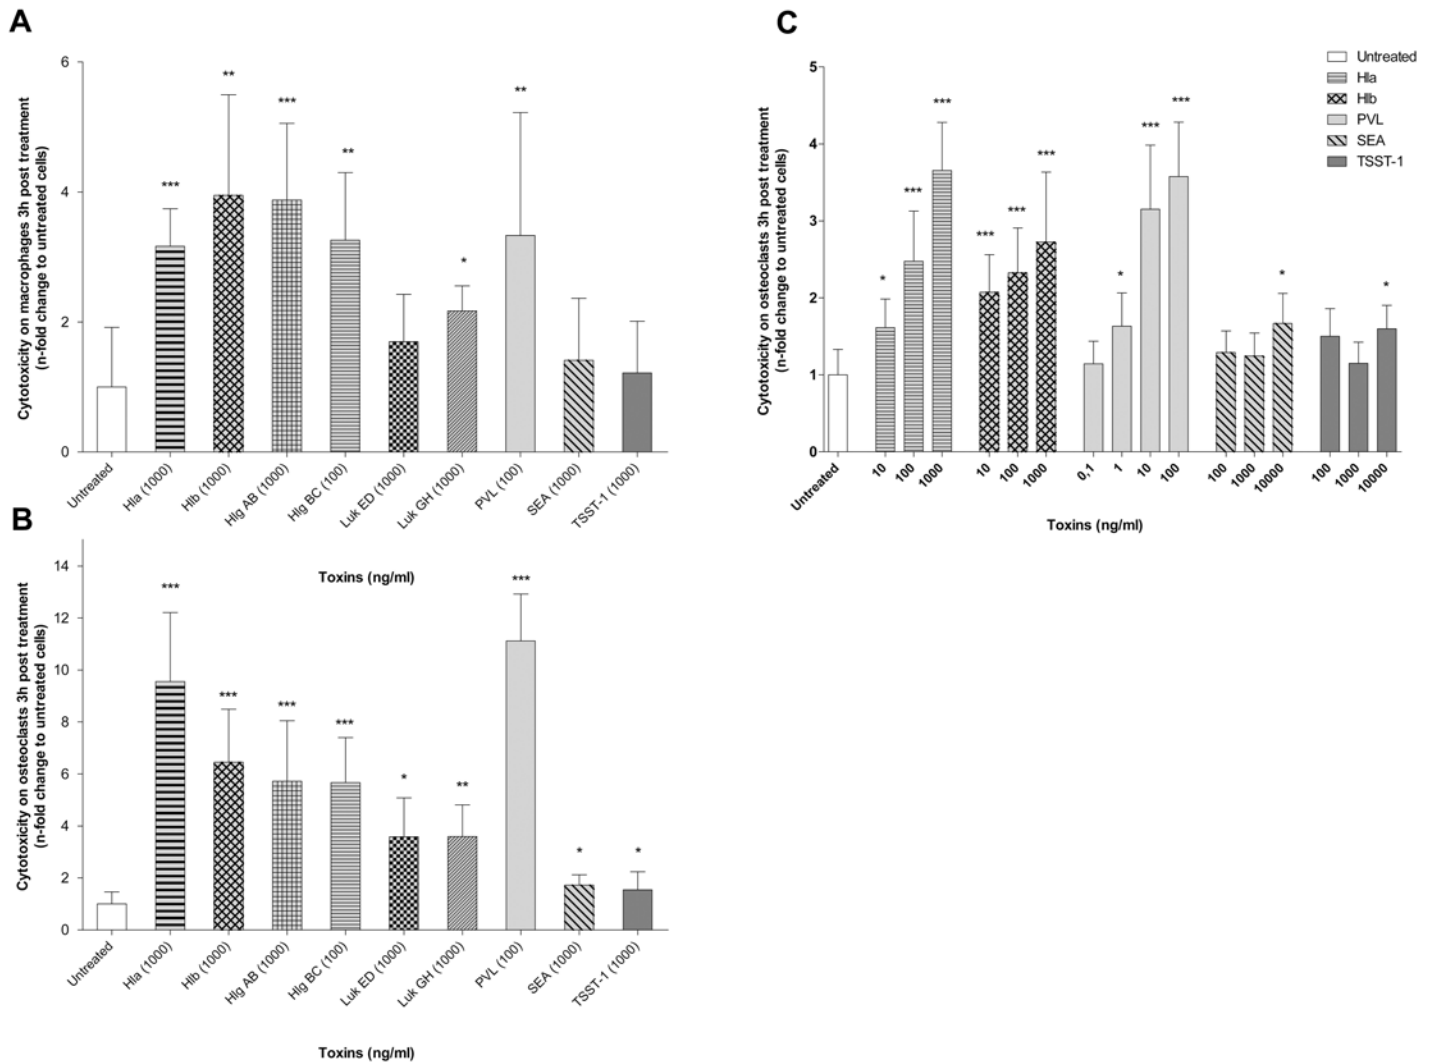 A
Cytotoxicity on macrophages 3h post treatment
(n-fold change to untreated cells)
6
4
2
0
**
***
***
**
*
**
Untreated
Hla (1000)
Hlb (1000)
Hlg AB (1000)
Hlg BC (100)
Luk ED (1000)
Luk GH (1000)
PVL (100)
SEA (1000)
TSST-1 (1000)
Toxins (ng/ml)
B
Cytotoxicity on osteoclasts 3h post treatment
(n-fold change to untreated cells)
14
12
10
8
6
4
2
0
***
***
***
***
*
**
***
*
*
Untreated
Hla (1000)
Hlb (1000)
Hlg AB (1000)
Hlg BC (100)
Luk ED (1000)
Luk GH (1000)
PVL (100)
SEA (1000)
TSST-1 (1000)
Toxins (ng/ml)
C
Cytotoxicity on osteoclasts 3h post treatment
(n-fold change to untreated cells)
5
4
3
2
1
0
*
***
***
***
***
***
*
***
***
*
*
Untreated
10
100
1000
10
100
1000
0,1
1
10
100
100
1000
10000
100
1000
10000
Toxins (ng/ml)
Untreated
Hla
Hlb
PVL
SEA
TSST-1